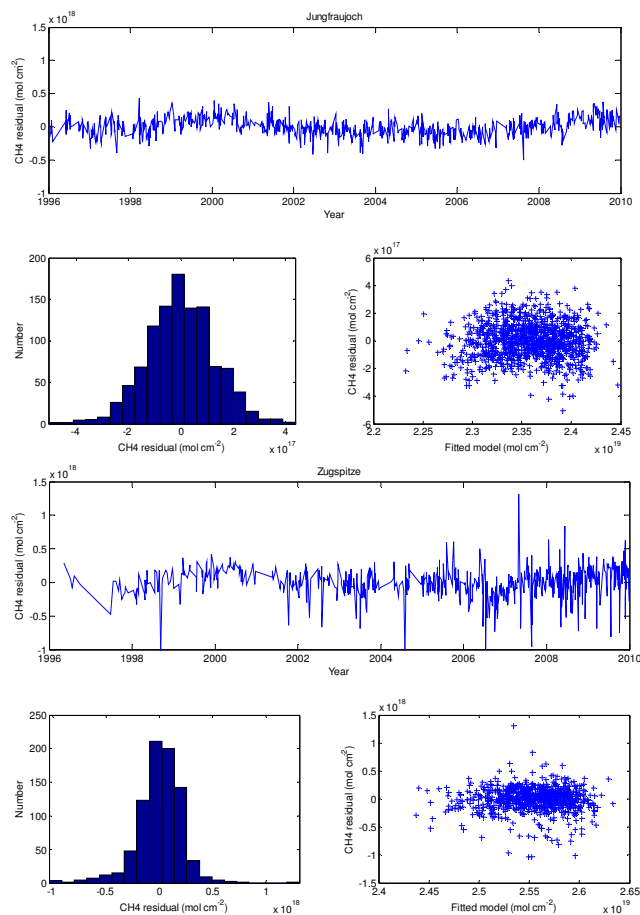 Jungfraujoch
x 10^18
CH4 residual (mol cm^-2)
1.5
1
0.5
0
-0.5
-1
1996 1998 2000 2002 2004 2006 2008 2010
Year
Number
200
150
100
50
0
-4 -2 0 2 4
CH4 residual (mol cm^-2)
x 10^17
x 10^17
CH4 residual (mol cm^-2)
6
4
2
0
-2
-4
-6
2.2 2.25 2.3 2.35 2.4 2.45
Fitted model (mol cm^-2)
x 10^19
Zugspitze
x 10^18
CH4 residual (mol cm^-2)
1.5
1
0.5
0
-0.5
-1
1996 1998 2000 2002 2004 2006 2008 2010
Year
Number
250
200
150
100
50
0
-1 -0.5 0 0.5 1
CH4 residual (mol cm^-2)
x 10^18
x 10^18
CH4 residual (mol cm^-2)
1.5
1
0.5
0
-0.5
-1
-1.5
2.4 2.45 2.5 2.55 2.6 2.65
Fitted model (mol cm^-2)
x 10^19